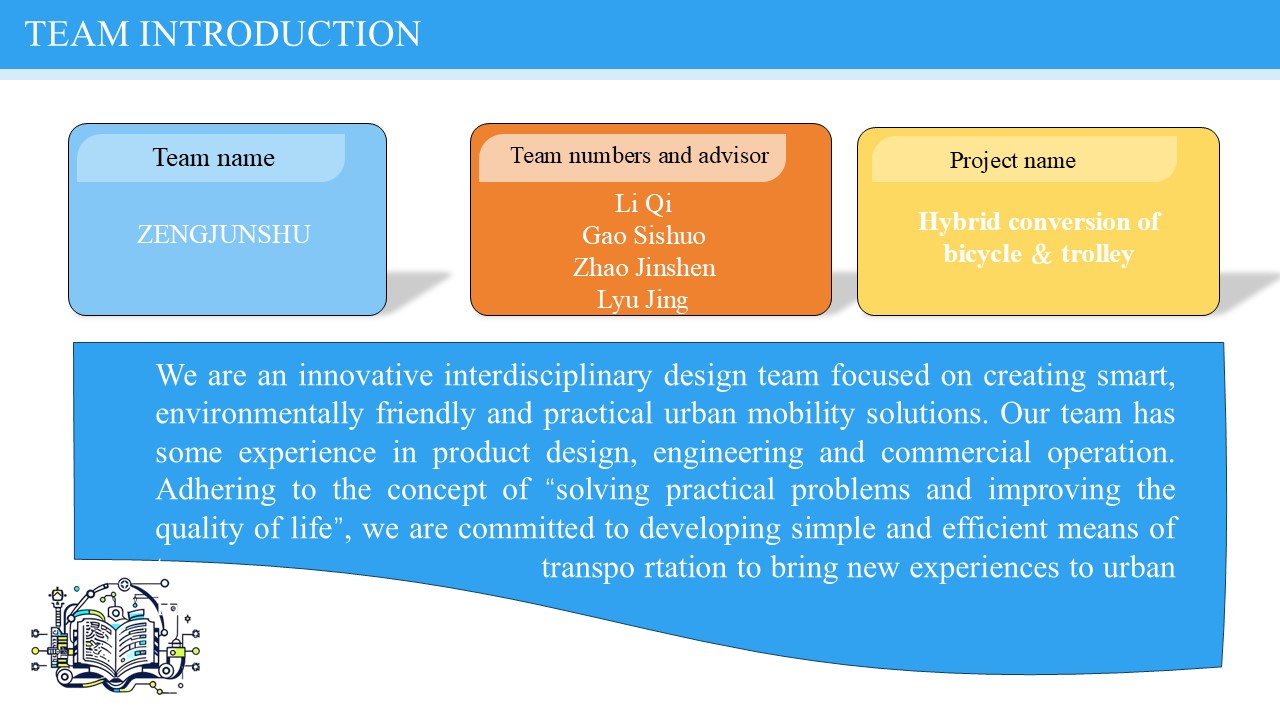 TEAM INTRODUCTION
Team name
ZENGJUNSHU
Team numbers and advisor
Li Qi
Gao Sishuo
Zhao Jinshen
Lyu Jing
Project name
Hybrid conversion of
bicycle & trolley
We are an innovative interdisciplinary design team focused on creating smart,
environmentally friendly and practical urban mobility solutions. Our team has
some experience in product design, engineering and commercial operation.
Adhering to the concept of “solving practical problems and improving the
quality of life”, we are committed to developing simple and efficient means of
transpo rtation to bring new experiences to urban